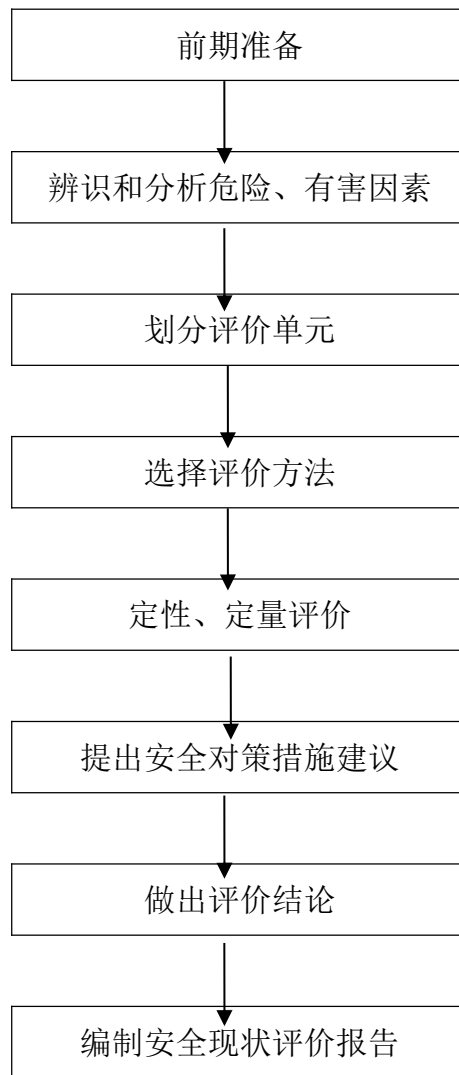 前期准备
辨识和分析危险、有害因素
划分评价单元
选择评价方法
定性、定量评价
提出安全对策措施建议
做出评价结论
编制安全现状评价报告